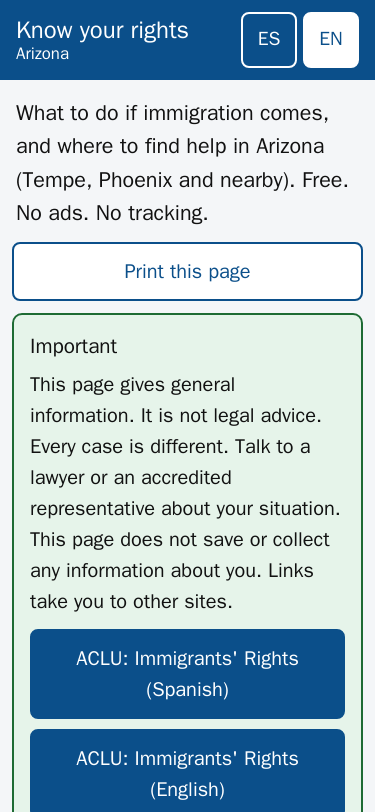 Know your rights
Arizona
ES
EN
What to do if immigration comes,
and where to find help in Arizona
(Tempe, Phoenix and nearby). Free.
No ads. No tracking.
Print this page
Important
This page gives general
information. It is not legal advice.
Every case is different. Talk to a
lawyer or an accredited
representative about your situation.
This page does not save or collect
any information about you. Links
take you to other sites.
ACLU: Immigrants' Rights
(Spanish)
ACLU: Immigrants' Rights
(English)